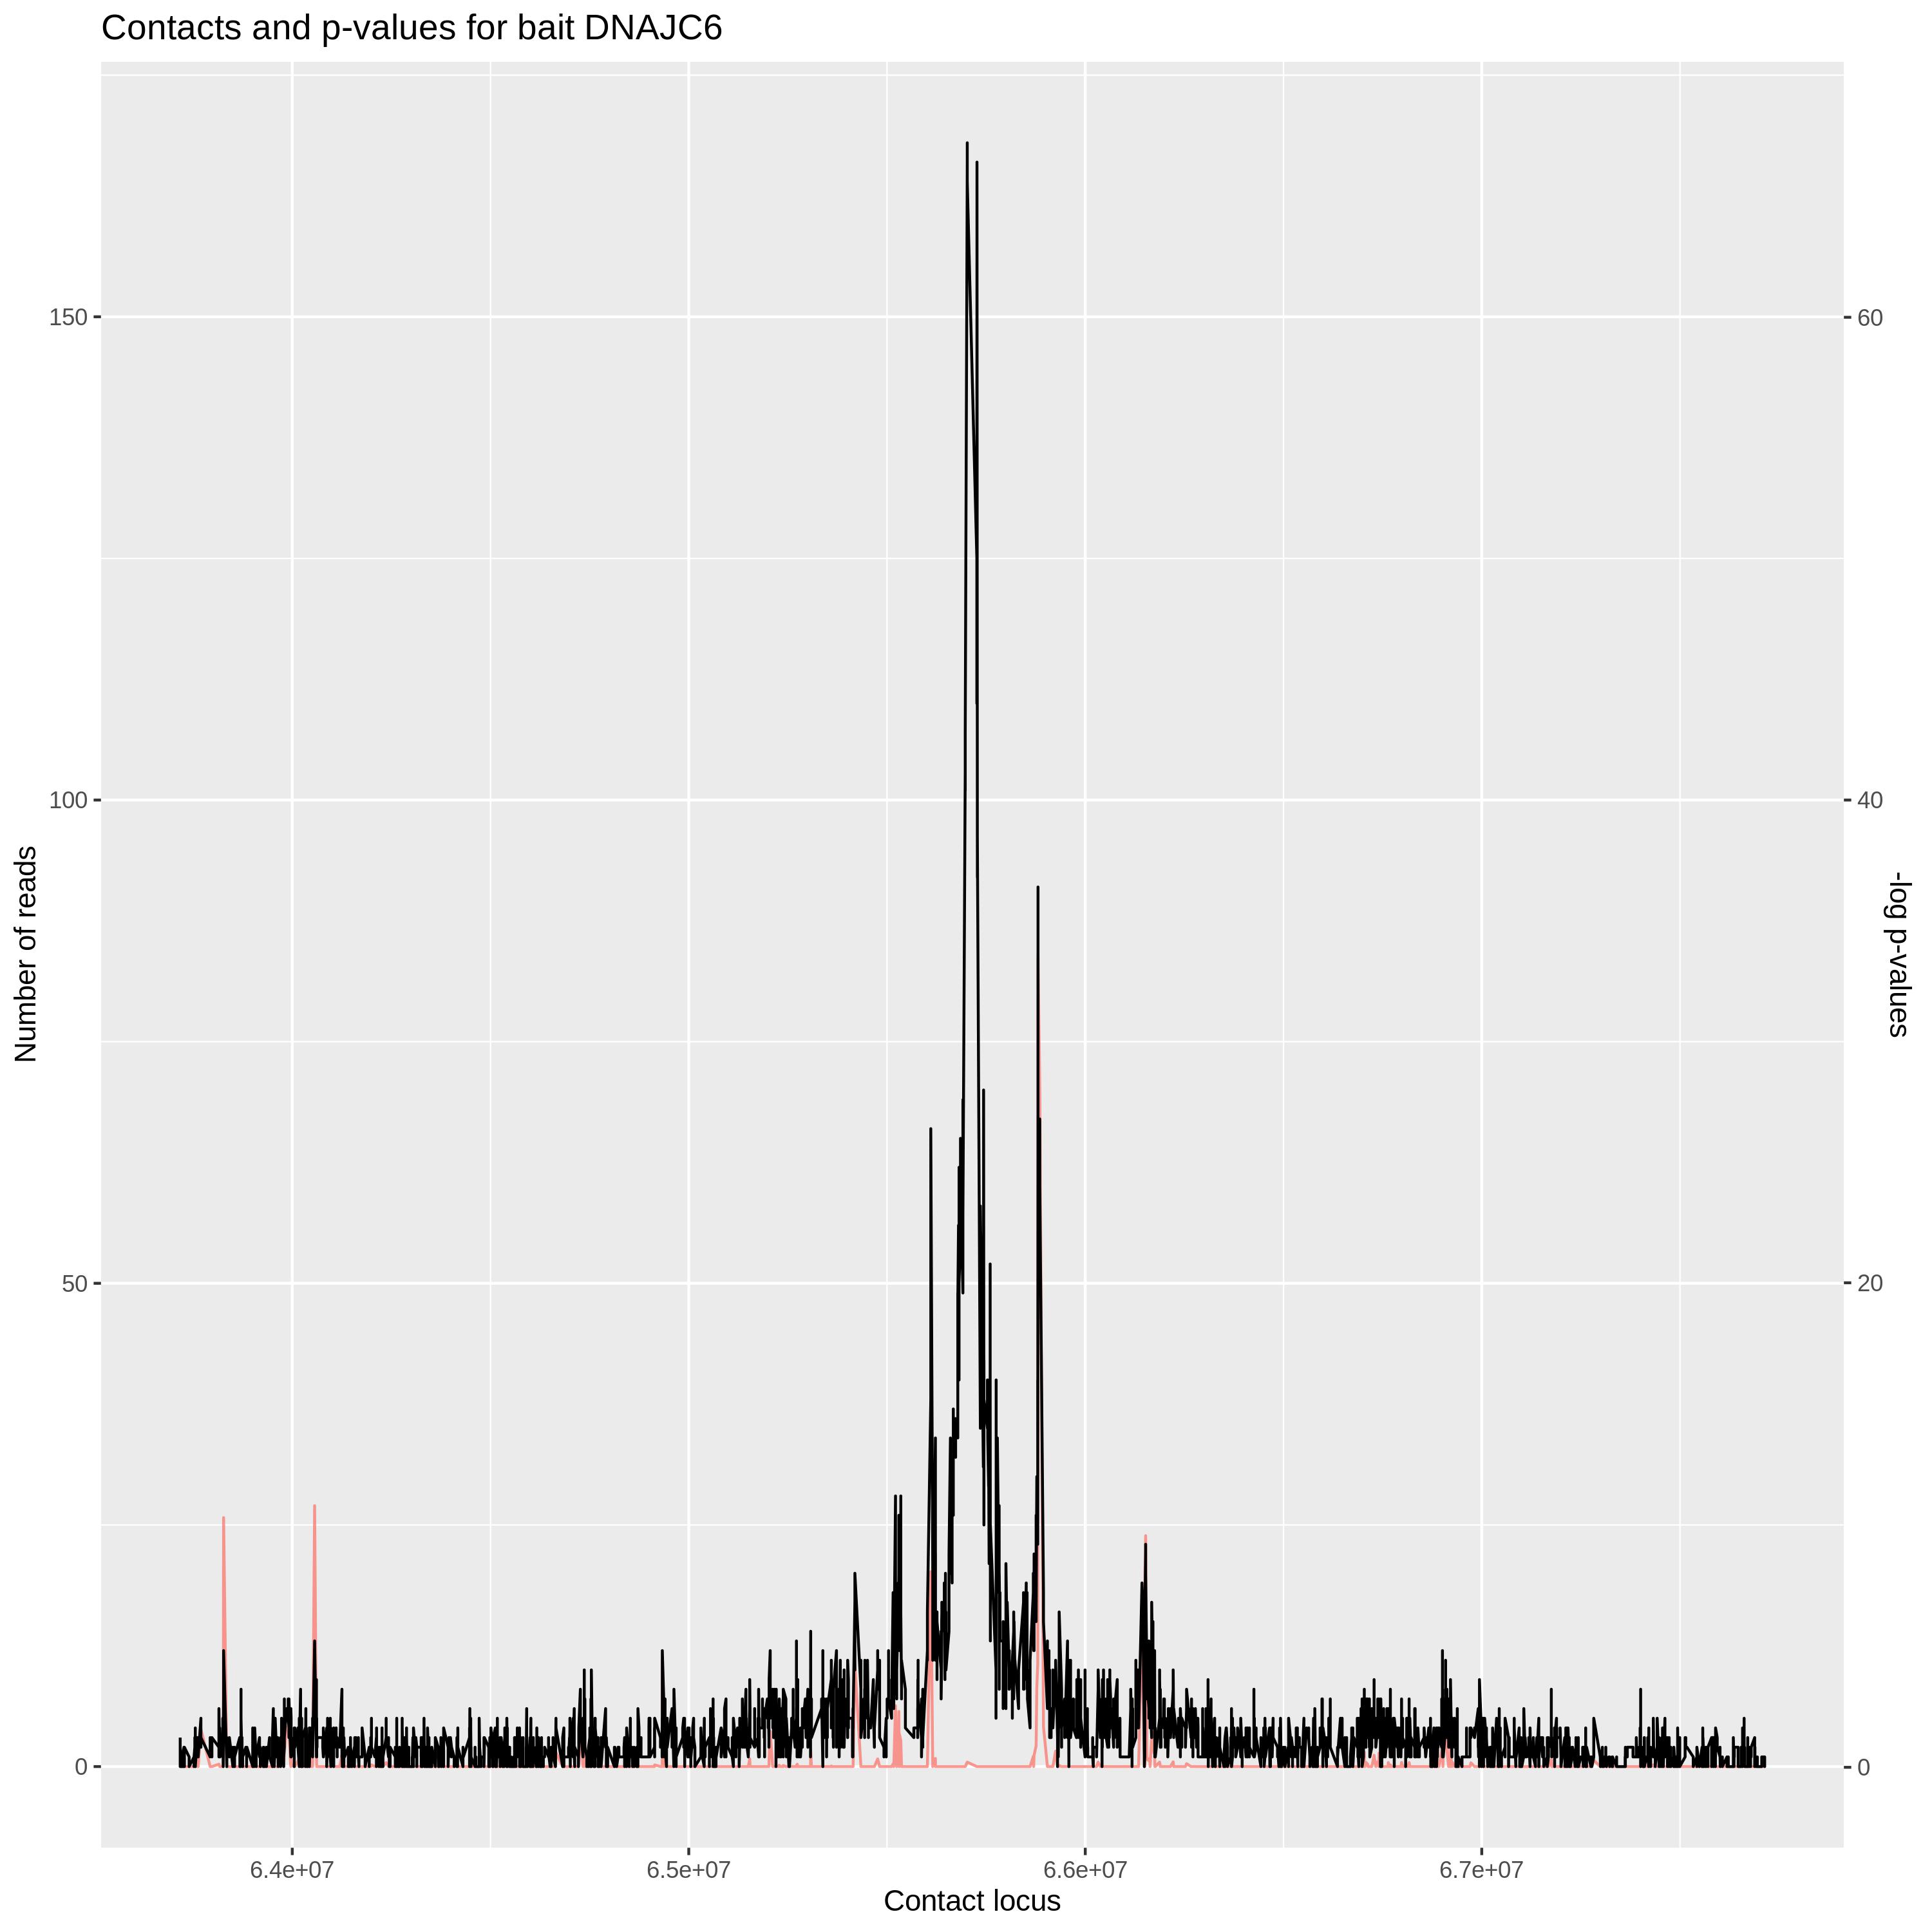 Contacts and p-values for bait DNAJC6
150
100
50
0
Number of reads
60
40
20
0
-log p-values
6.4e+07
6.5e+07
6.6e+07
6.7e+07
Contact locus